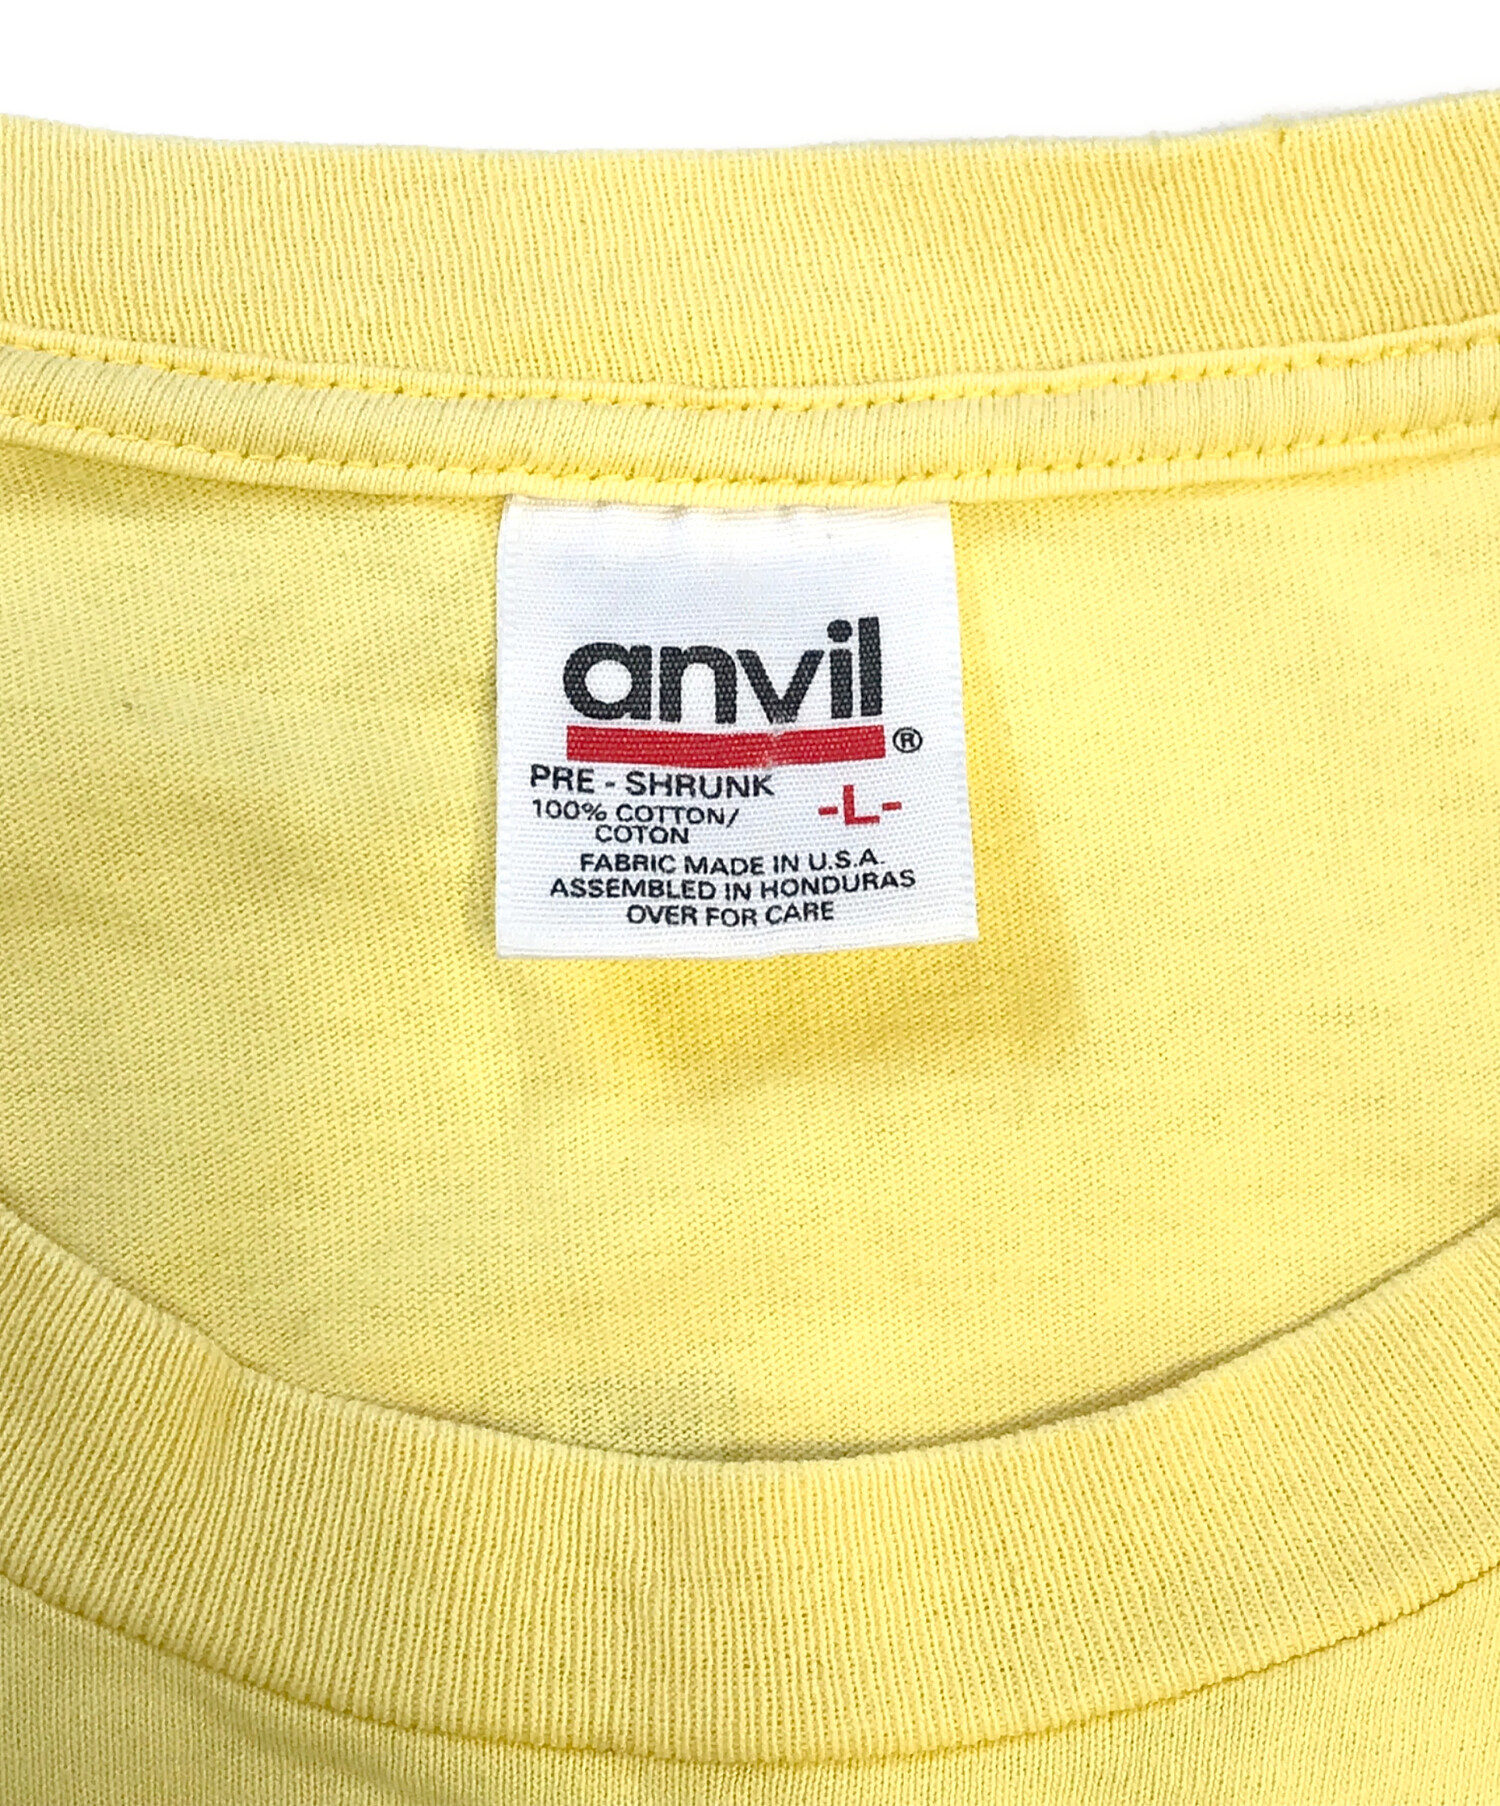 anvil®
PRE - SHRUNK
-L-
100% COTTON/
COTON
FABRIC MADE IN U.S.A.
ASSEMBLED IN HONDURAS
OVER FOR CARE